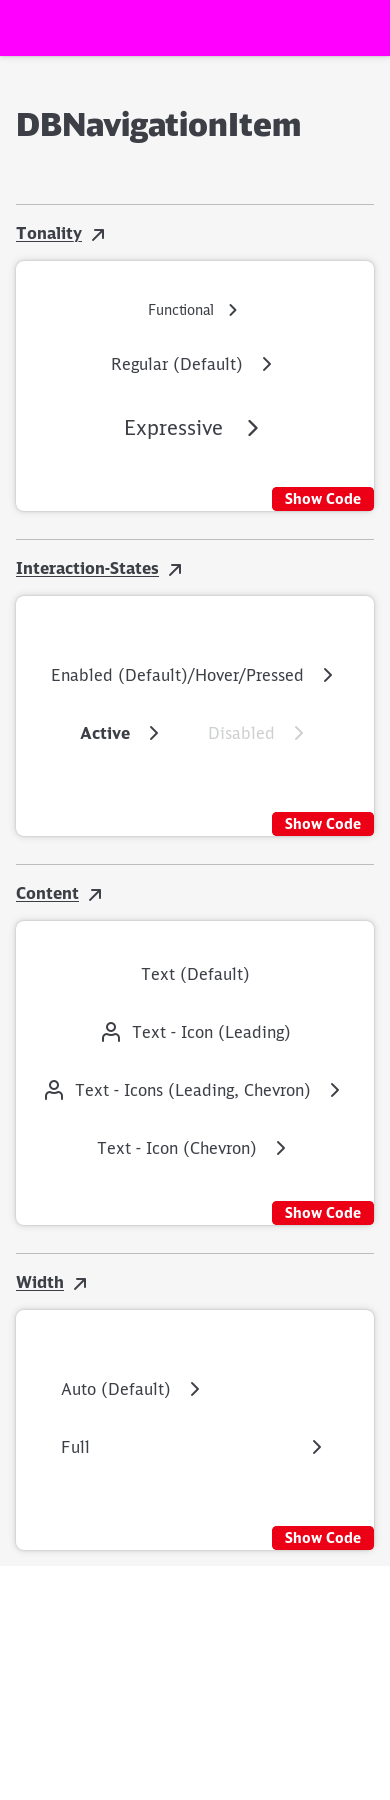 DBNavigationItem
Tonality
Functional
Regular (Default)
Expressive
Show Code
Interaction-States
Enabled (Default)/Hover/Pressed
Active Disabled
Show Code
Content
Text (Default)
Text - Icon (Leading)
Text - Icons (Leading, Chevron)
Text - Icon (Chevron)
Show Code
Width
Auto (Default)
Full
Show Code